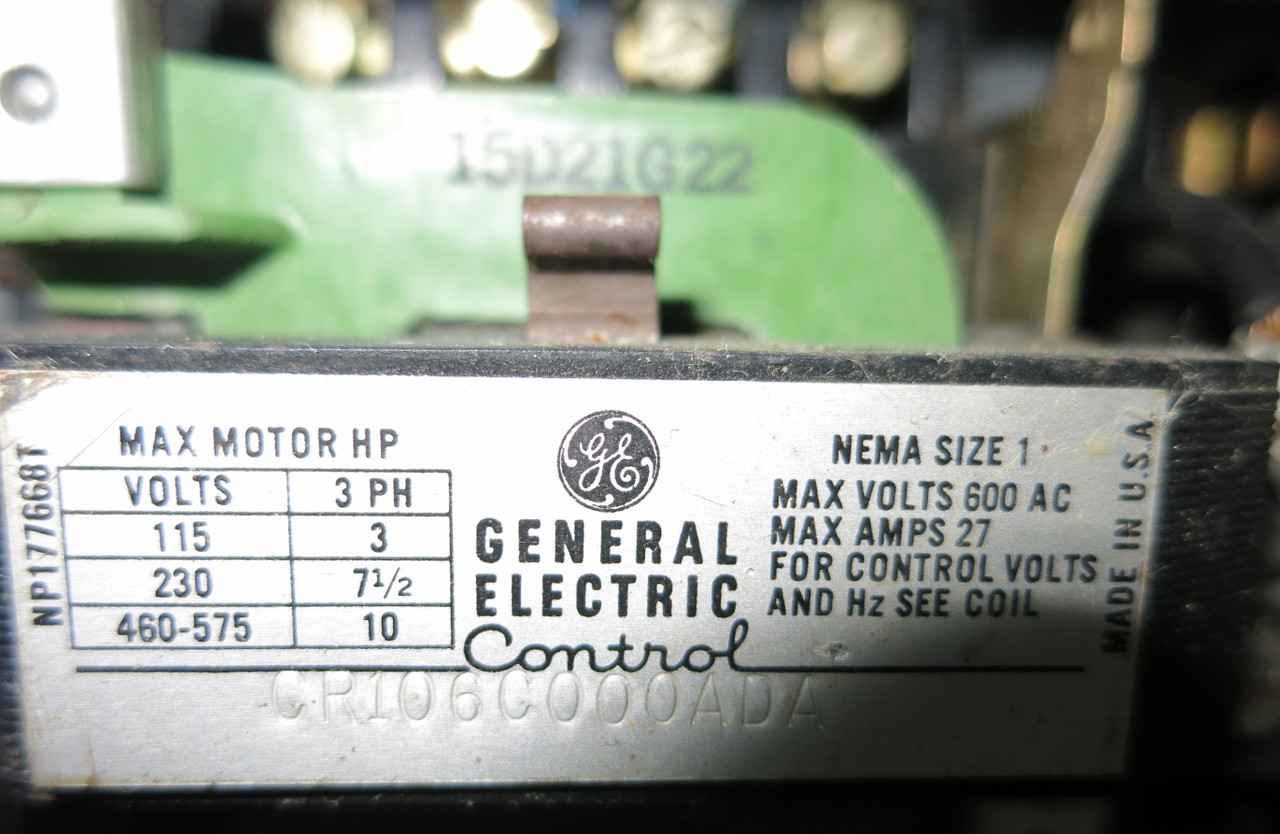 15D21G22
NP177668T
MAX MOTOR HP
VOLTS 3 PH
115 3
230 7 1/2
460-575 10
GE
GENERAL
ELECTRIC
Control
NEMA SIZE 1
MAX VOLTS 600 AC
MAX AMPS 27
FOR CONTROL VOLTS
AND Hz SEE COIL
MADE IN U.S.A.
CR106C000ADA